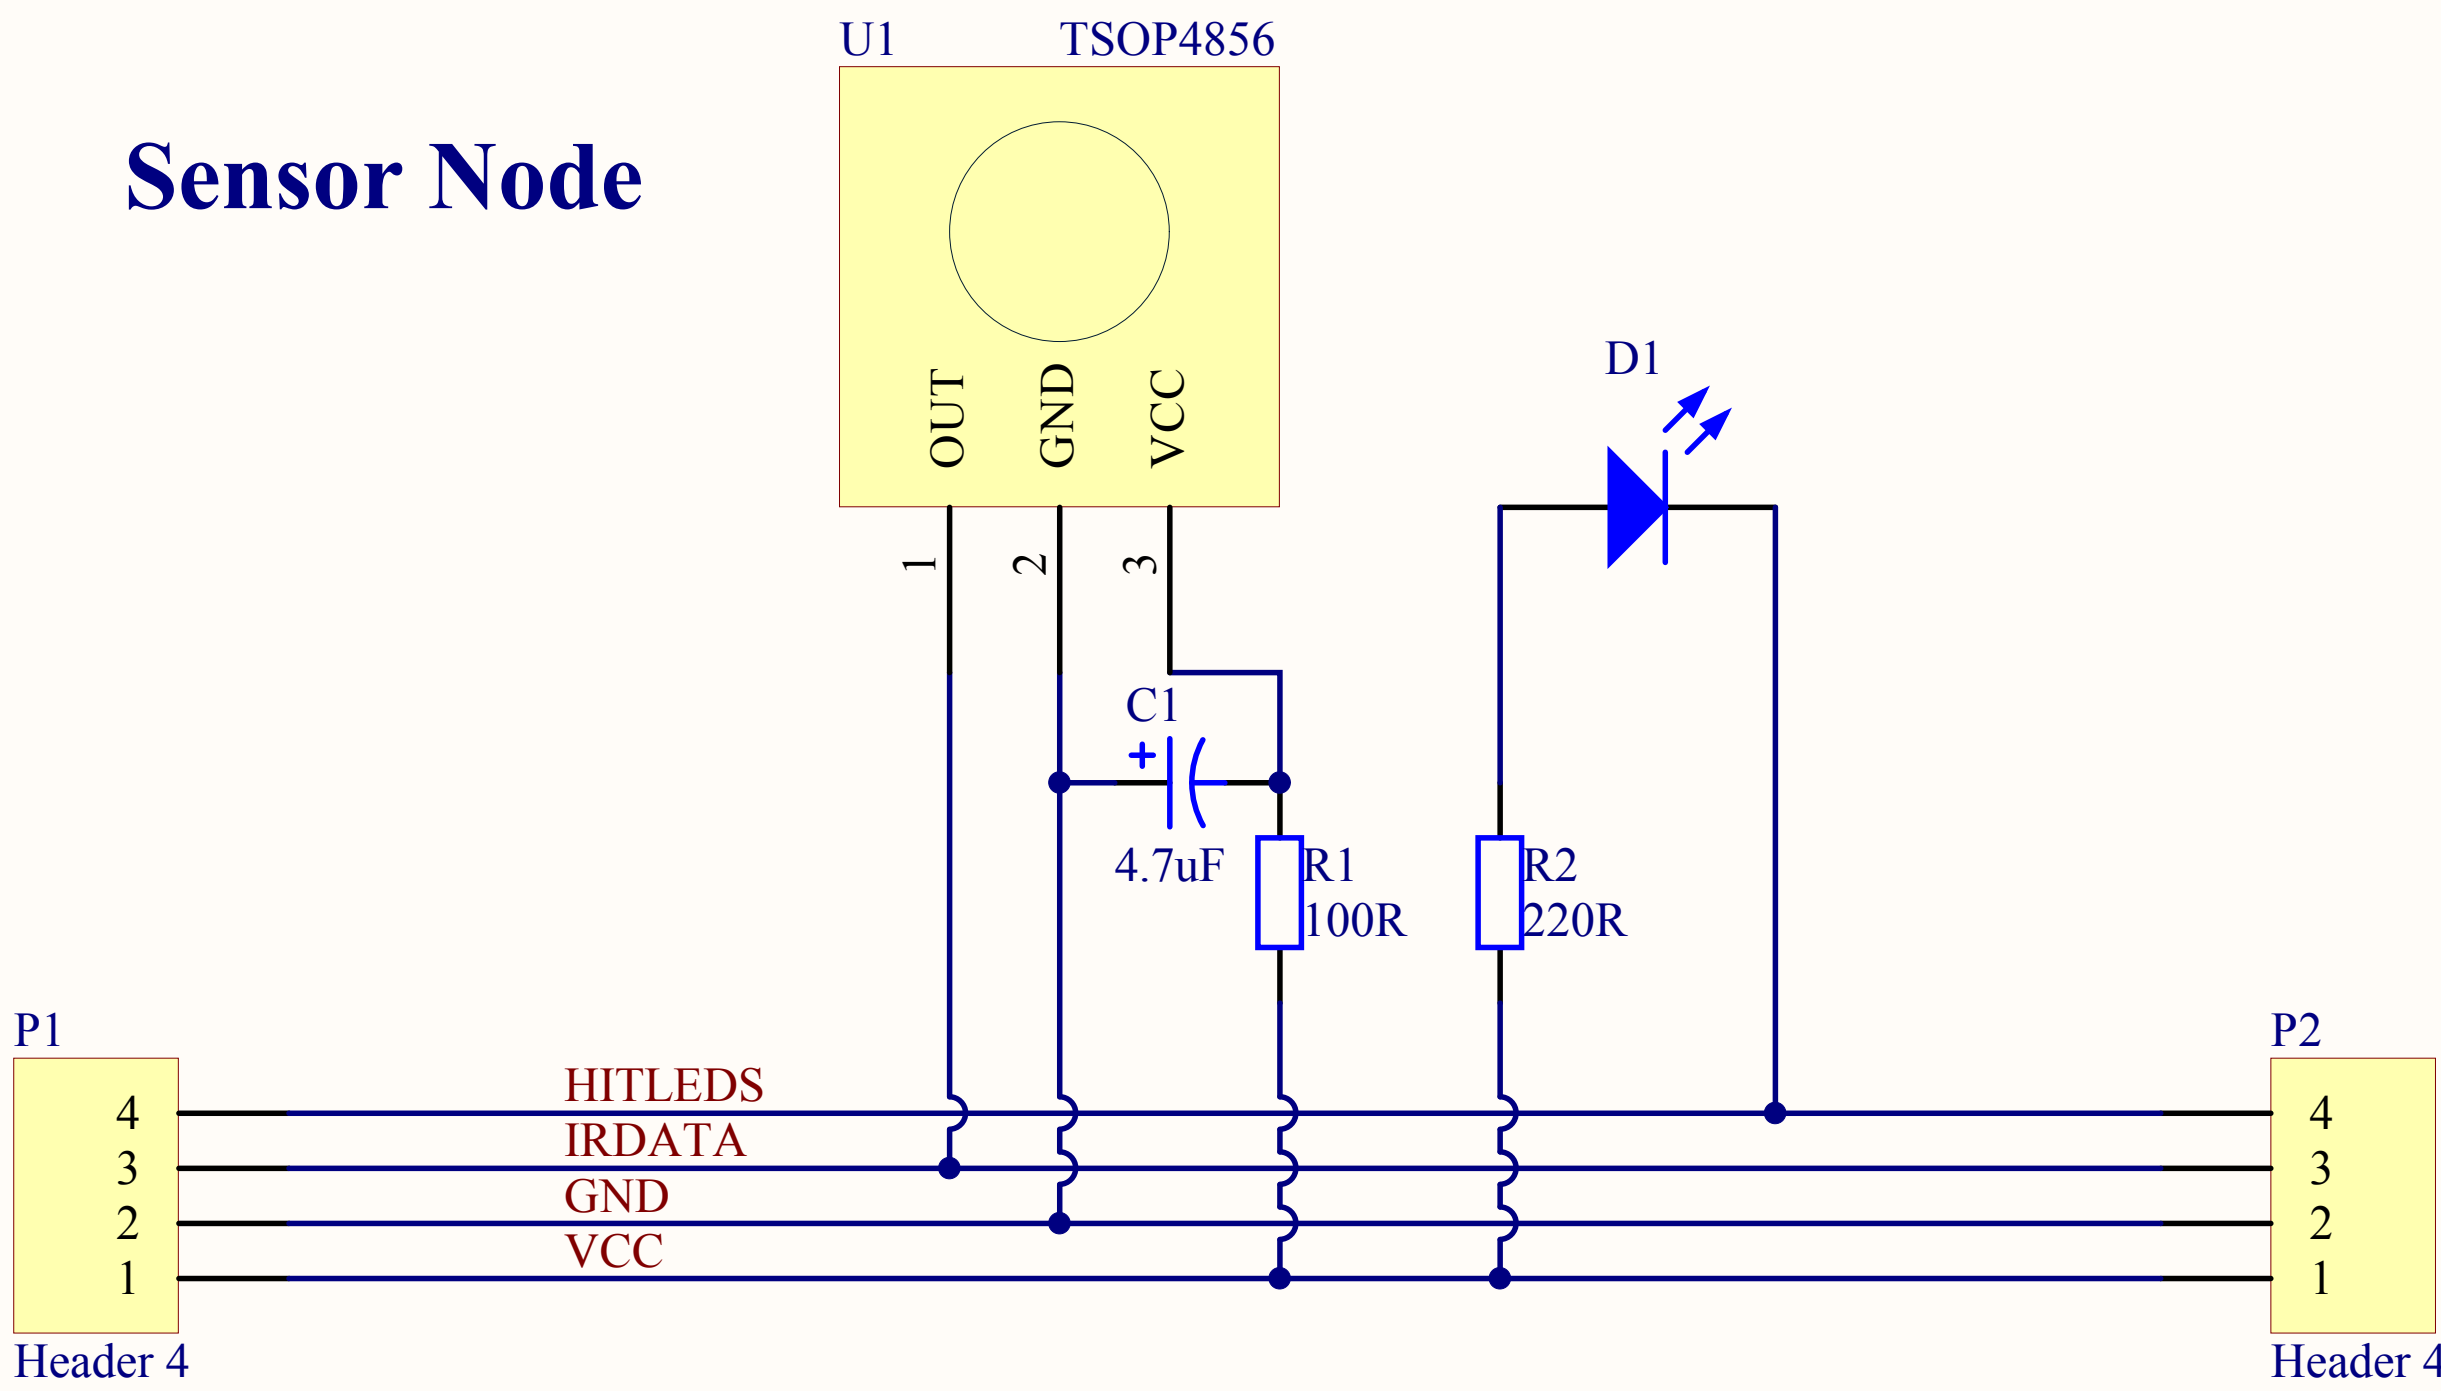 U1 TSOP4856
Sensor Node
OUT
GND
VCC
1
2
3
D1
C1
+
4.7uF
R1
100R
R2
220R
P1
4
3
2
1
Header 4
HITLEDS
IRDATA
GND
VCC
P2
4
3
2
1
Header 4